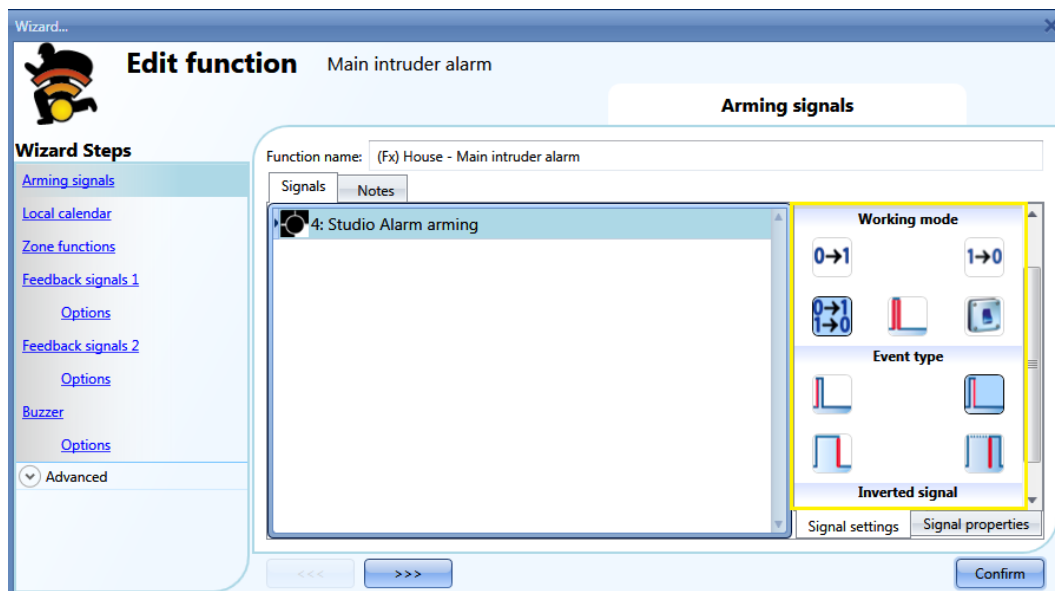 Wizard...
Edit function Main intruder alarm
Arming signals
Wizard Steps
Arming signals
Local calendar
Zone functions
Feedback signals 1
Options
Feedback signals 2
Options
Buzzer
Options
Advanced
Function name: (Fx) House - Main intruder alarm
Signals Notes
4: Studio Alarm arming
Working mode
0→1 1→0
0→1
1→0
Event type
Inverted signal
Signal settings Signal properties
<<< >>> Confirm